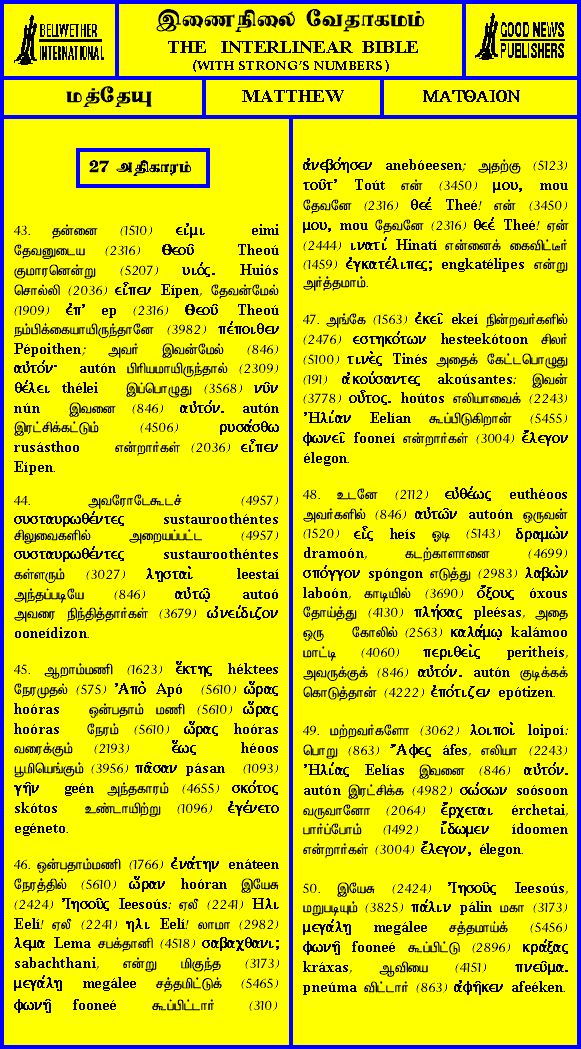 BELLWETHER
INTERNATIONAL
இணைநிலை வேதாகமம்
THE INTERLINEAR BIBLE
(WITH STRONG'S NUMBERS)
GOOD NEWS
PUBLISHERS
மத்தேயு
MATTHEW
ΜΑΤΘΑΙΟΝ
27 அதிகாரம்
43. தன்னை (1510) εἰμι eimi
தேவனுடைய (2316) Θεοῦ Theoú
குமாரனென்று (5207) υιός. Huiós
சொல்லி (2036) εἶπεν Eípen, தேவன்மேல்
(1909) ἐπ' ep (2316) Θεοῦ Theoú
நம்பிக்கையாயிருந்தானே (3982) πέποιθεν
Pépoithen; அவர் இவன்மேல் (846)
αὐτόν· autón பிரியமாயிருந்தால் (2309)
θέλει thélei இப்பொழுது (3568) νῦν
nún இவனை (846) αὐτόν. autón
இரட்சிக்கட்டும் (4506) ρυσάσθω
rusásthoo என்றார்கள் (2036) εἶπεν
Eípen.
44. அவரோடேகூடச் (4957)
συσταυρωθέντες sustauroothéntes
சிலுவைகளில் அறையப்பட்ட (4957)
συσταυρωθέντες sustauroothéntes
கள்ளரும் (3027) λῃσταὶ leestaí
அந்தப்படியே (846) αὐτῷ autoó
அவரை நிந்தித்தார்கள் (3679) ὠνείδιζον
ooneídizon.
45. ஆறாம்மணி (1623) ἕκτης héktees
நேரமுதல் (575) Ἀπὸ Apó (5610) ὥρας
hoóras ஒன்பதாம் மணி (5610) ὥρας
hoóras நேரம் (5610) ὥρας hoóras
வரைக்கும் (2193) ἕως héoos
பூமியெங்கும் (3956) πᾶσαν pásan (1093)
γῆν geén அந்தகாரம் (4655) σκότος
skótos உண்டாயிற்று (1096) ἐγένετο
egéneto.
46. ஒன்பதாம்மணி (1766) ἐνάτην enáteen
நேரத்தில் (5610) ὥραν hoóran இயேசு
(2424) Ἰησοῦς Ieesoús: ஏலீ (2241) Ηλι
Eelí! ஏலீ (2241) ηλι Eelí! லாமா (2982)
λεμα Lema சபக்தானி (4518) σαβαχθανι;
sabachthaní, என்று மிகுந்த (3173)
μεγάλῃ megálee சத்தமிட்டுக் (5465)
φωνῇ fooneé கூப்பிட்டார் (310)
ἀνεβόησεν anebóeesen; அதற்கு (5123)
τοῦτ' Toút என் (3450) μου, mou
தேவனே (2316) θεέ Theé! என் (3450)
μου, mou தேவனே (2316) θεέ Theé! ஏன்
(2444) ινατί Hinatí என்னைக் கைவிட்டீர்
(1459) ἐγκατέλιπες; engkatélipes என்று
அர்த்தமாம்.
47. அங்கே (1563) ἐκεῖ ekeí நின்றவர்களில்
(2476) εστηκότων hesteekótoon சிலர்
(5100) τινὲς Tinés அதைக் கேட்டபொழுது
(191) ἀκούσαντες akoúsantes: இவன்
(3778) οὗτος. hoútos எலியாவைக் (2243)
Ἠλίαν Eelían கூப்பிடுகிறான் (5455)
φωνεῖ fooneí என்றார்கள் (3004) ἔλεγον
élegon.
48. உடனே (2112) εὐθέως euthéoos
அவர்களில் (846) αὐτῶν autoón ஒருவன்
(1520) εἷς heís ஓடி (5143) δραμὼν
dramoón, கடற்காளானை (4699)
σπόγγον spóngon எடுத்து (2983) λαβὼν
laboón, காடியில் (3690) ὄξους óxous
தோய்த்து (4130) πλήσας pleésas, அதை
ஒரு கோலில் (2563) καλάμῳ kalámoo
மாட்டி (4060) περιθεὶς peritheís,
அவருக்குக் (846) αὐτόν. autón குடிக்கக்
கொடுத்தான் (4222) ἐπότιζεν epótizen.
49. மற்றவர்களோ (3062) λοιποὶ loipoí:
பொறு (863) Ἄφες áfes, எலியா (2243)
Ἠλίας Eelías இவனை (846) αὐτόν.
autón இரட்சிக்க (4982) σώσων soósoon
வருவானோ (2064) ἔρχεται érchetai,
பார்ப்போம் (1492) ἴδωμεν ídoomen
என்றார்கள் (3004) ἔλεγον, élegon.
50. இயேசு (2424) Ἰησοῦς Ieesoús,
மறுபடியும் (3825) πάλιν pálin மகா (3173)
μεγάλῃ megálee சத்தமாய்க் (5456)
φωνῇ fooneé கூப்பிட்டு (2896) κράξας
kráxas, ஆவியை (4151) πνεῦμα.
pneúma விட்டார் (863) ἀφῆκεν afeéken.